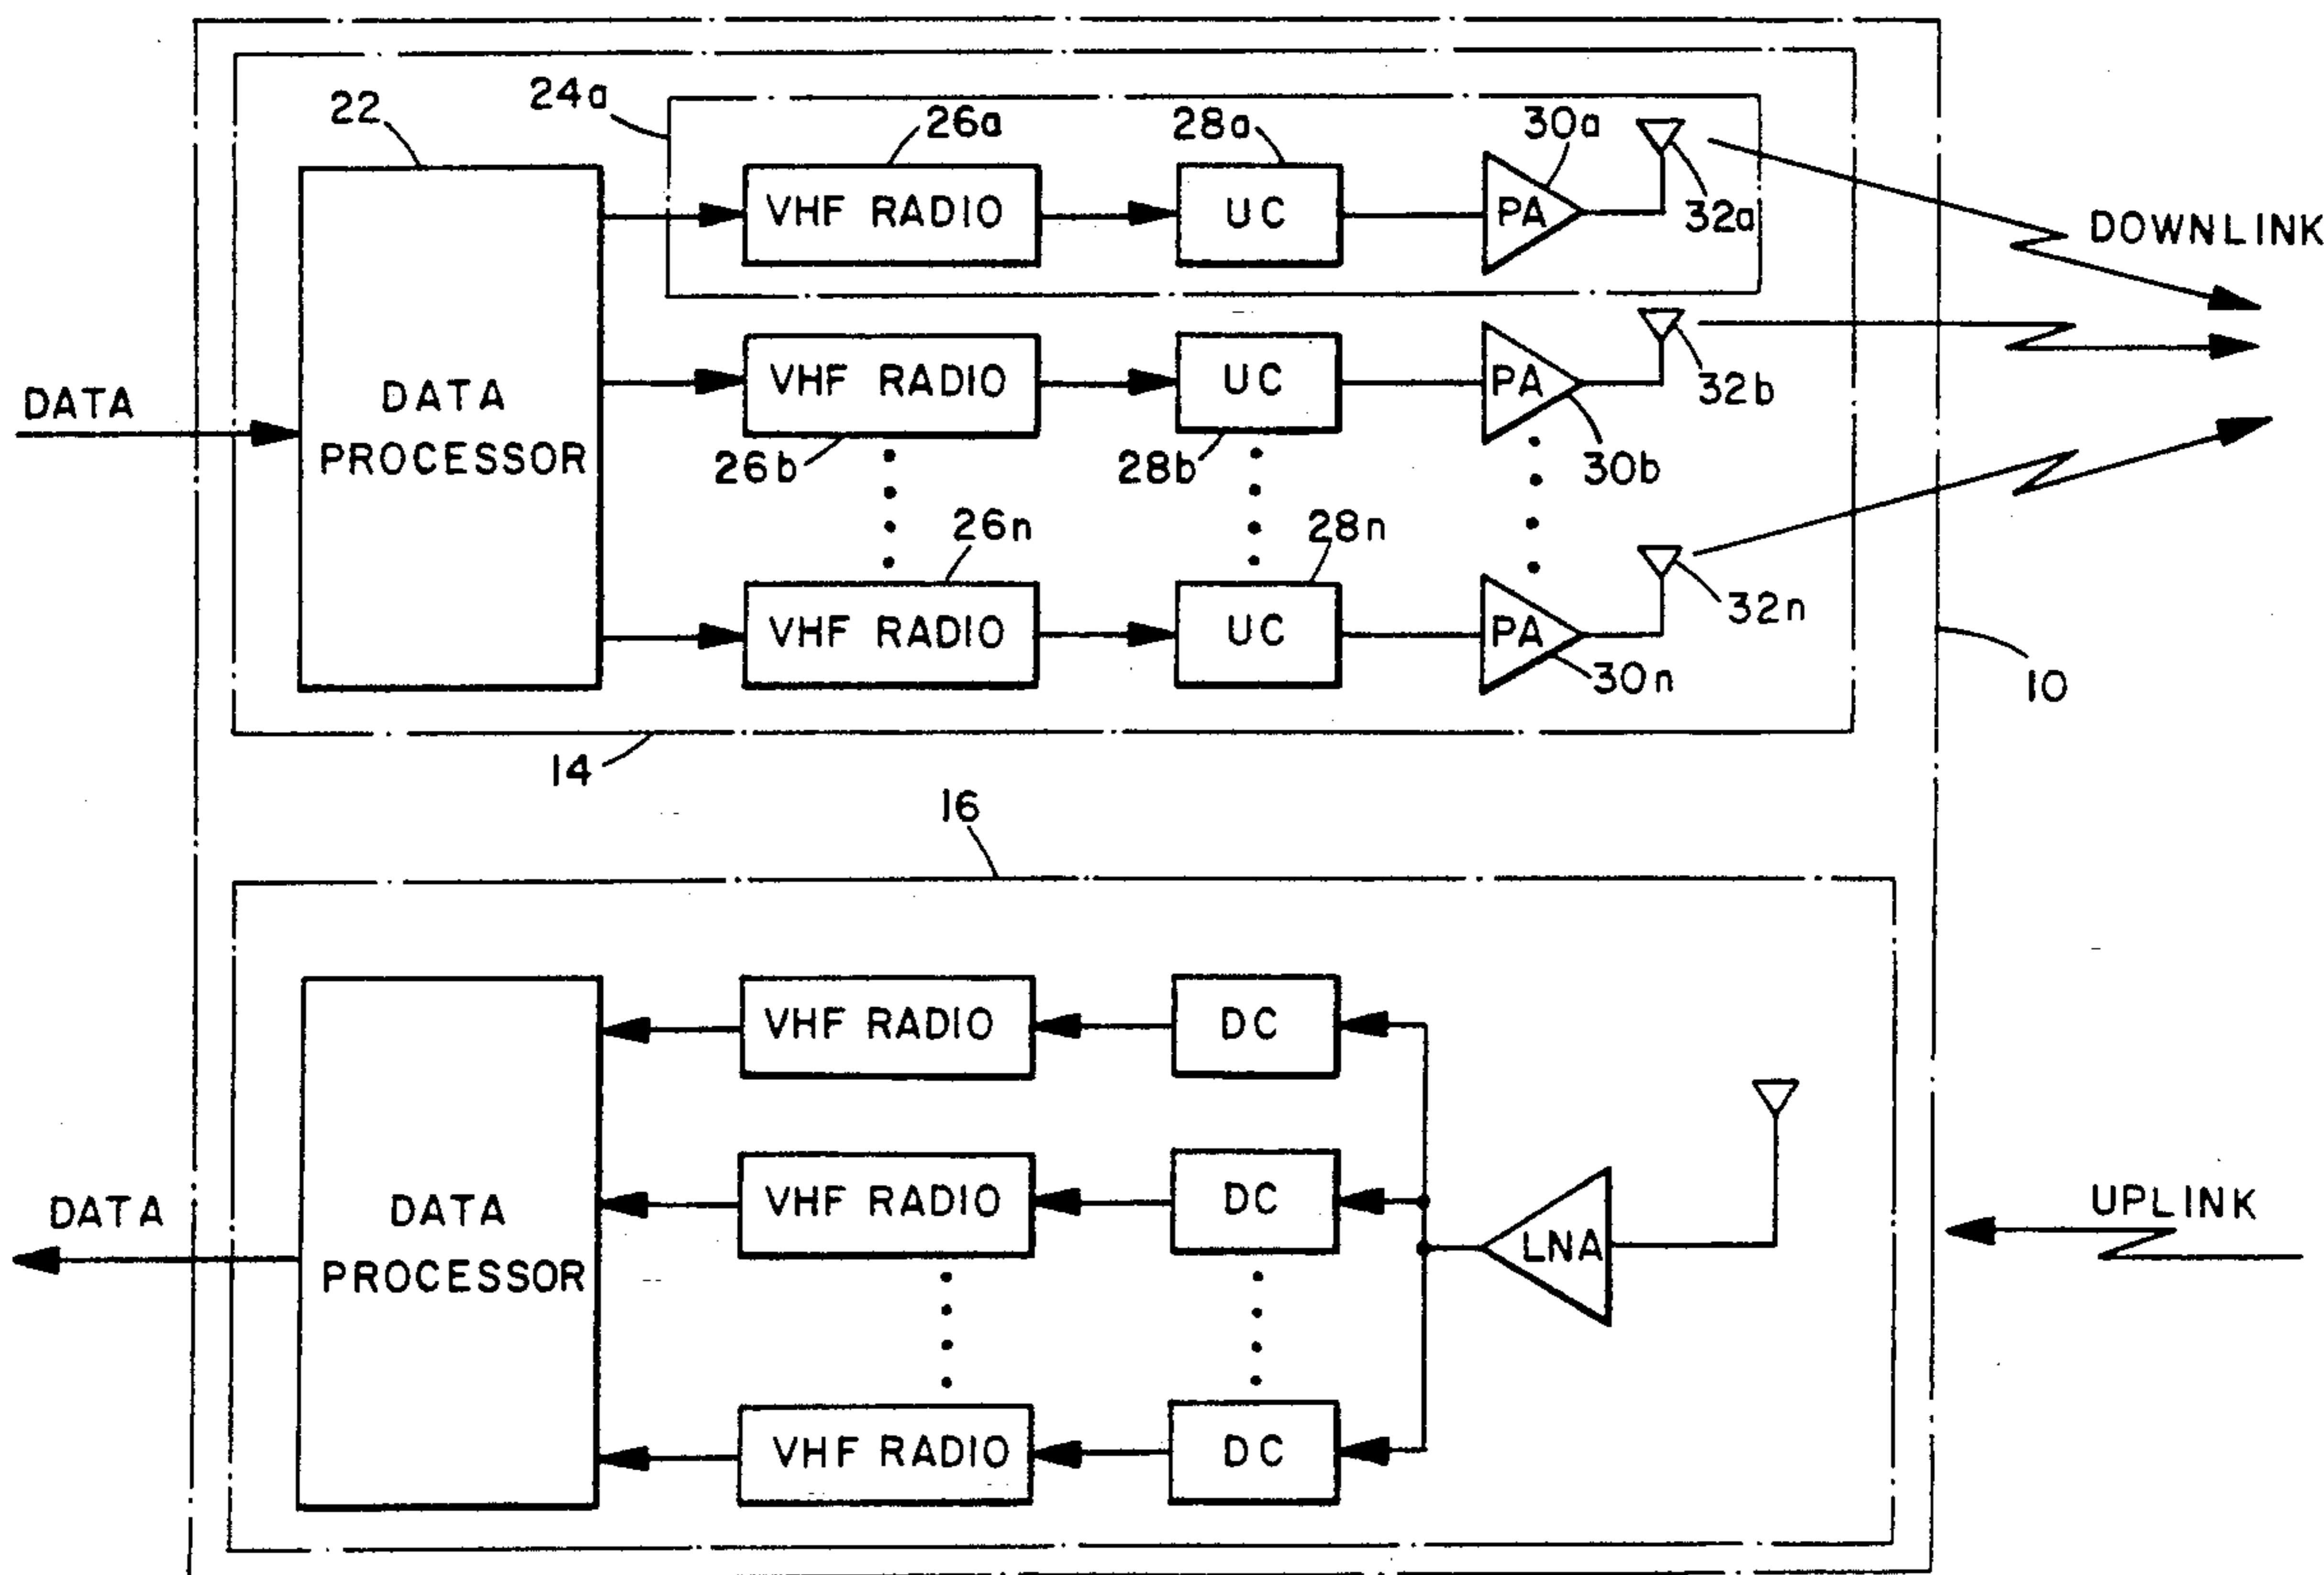 22
24a
26a
28a
30a
VHF RADIO
UC
PA
32a
DOWNLINK
DATA
DATA
PROCESSOR
VHF RADIO
UC
PA
32b
26b
28b
30b
26n
28n
VHF RADIO
UC
PA
32n
30n
10
14
16
VHF RADIO
DC
DATA
DATA
PROCESSOR
VHF RADIO
DC
LNA
UPLINK
VHF RADIO
DC